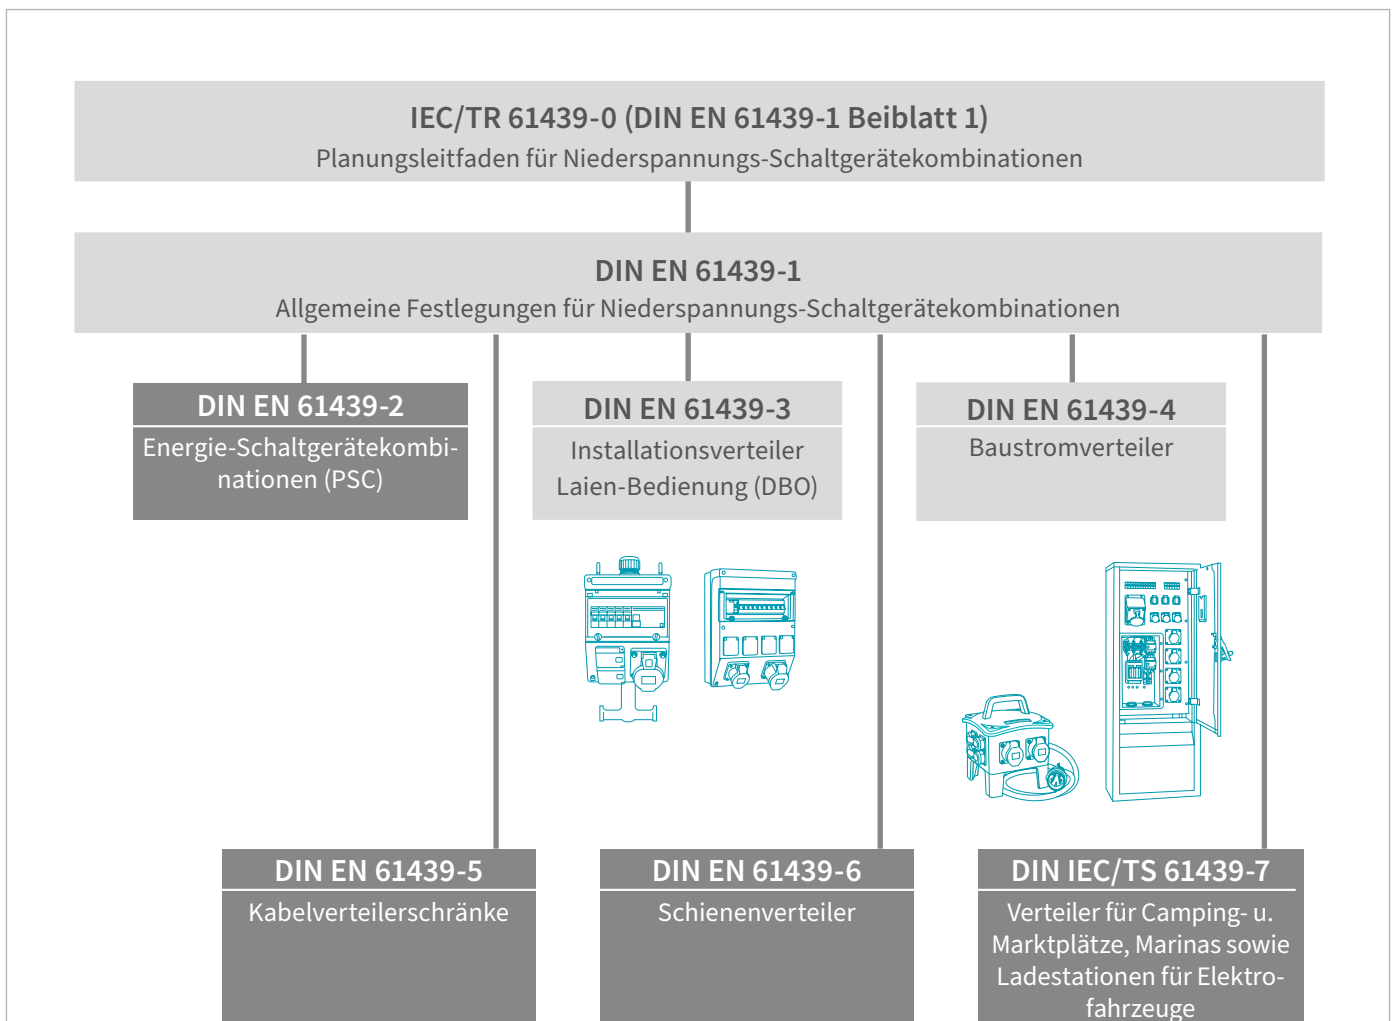 IEC/TR 61439-0 (DIN EN 61439-1 Beiblatt 1)
Planungsleitfaden für Niederspannungs-Schaltgerätekombinationen
DIN EN 61439-1
Allgemeine Festlegungen für Niederspannungs-Schaltgerätekombinationen
DIN EN 61439-2
Energie-Schaltgerätekombi-
nationen (PSC)
DIN EN 61439-3
Installationsverteiler
Laien-Bedienung (DBO)
DIN EN 61439-4
Baustromverteiler
DIN EN 61439-5
Kabelverteilerschränke
DIN EN 61439-6
Schienenverteiler
DIN IEC/TS 61439-7
Verteiler für Camping- u.
Marktplätze, Marinas sowie
Ladestationen für Elektro-
fahrzeuge